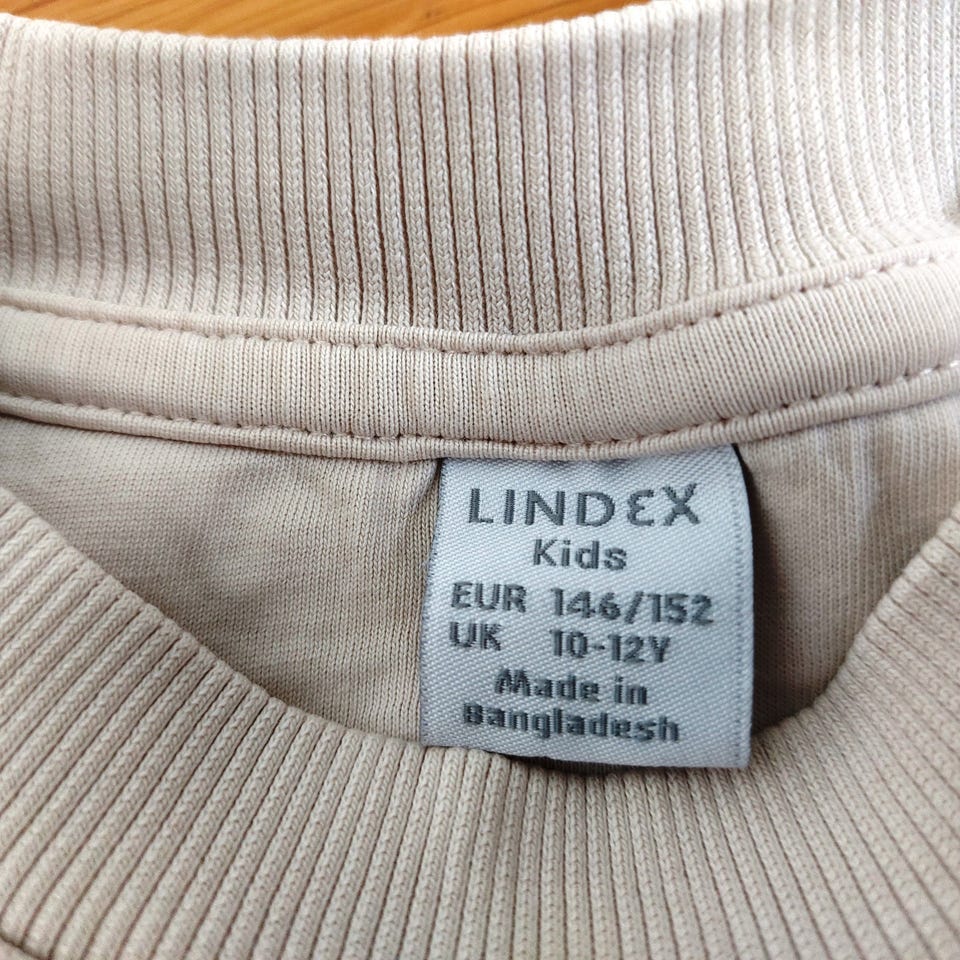 LINDEX
Kids
EUR 146/152
UK 10-12Y
Made in
Bangladesh